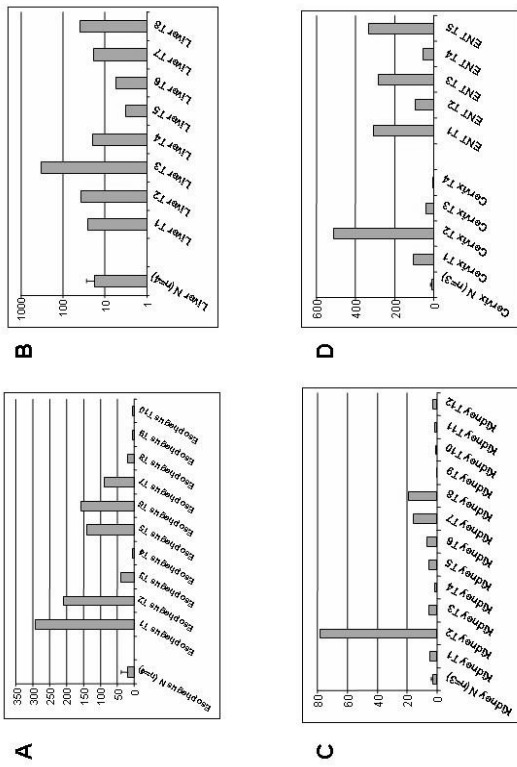 A
350
300
250
200
150
100
50
0
Esophagus N (n=4)
Esophagus T1
Esophagus T2
Esophagus T3
Esophagus T4
Esophagus T5
Esophagus T6
Esophagus T7
Esophagus T8
Esophagus T9
Esophagus T10
B
1000
100
10
1
Liver N (n=4)
Liver T1
Liver T2
Liver T3
Liver T4
Liver T5
Liver T6
Liver T7
Liver T8
C
80
60
40
20
0
Kidney N (n=3)
Kidney T1
Kidney T2
Kidney T3
Kidney T4
Kidney T5
Kidney T6
Kidney T7
Kidney T8
Kidney T9
Kidney T10
Kidney T11
Kidney T12
D
600
400
200
0
Cervix N (n=3)
Cervix T1
Cervix T2
Cervix T3
Cervix T4
ENT T1
ENT T2
ENT T3
ENT T4
ENT T5